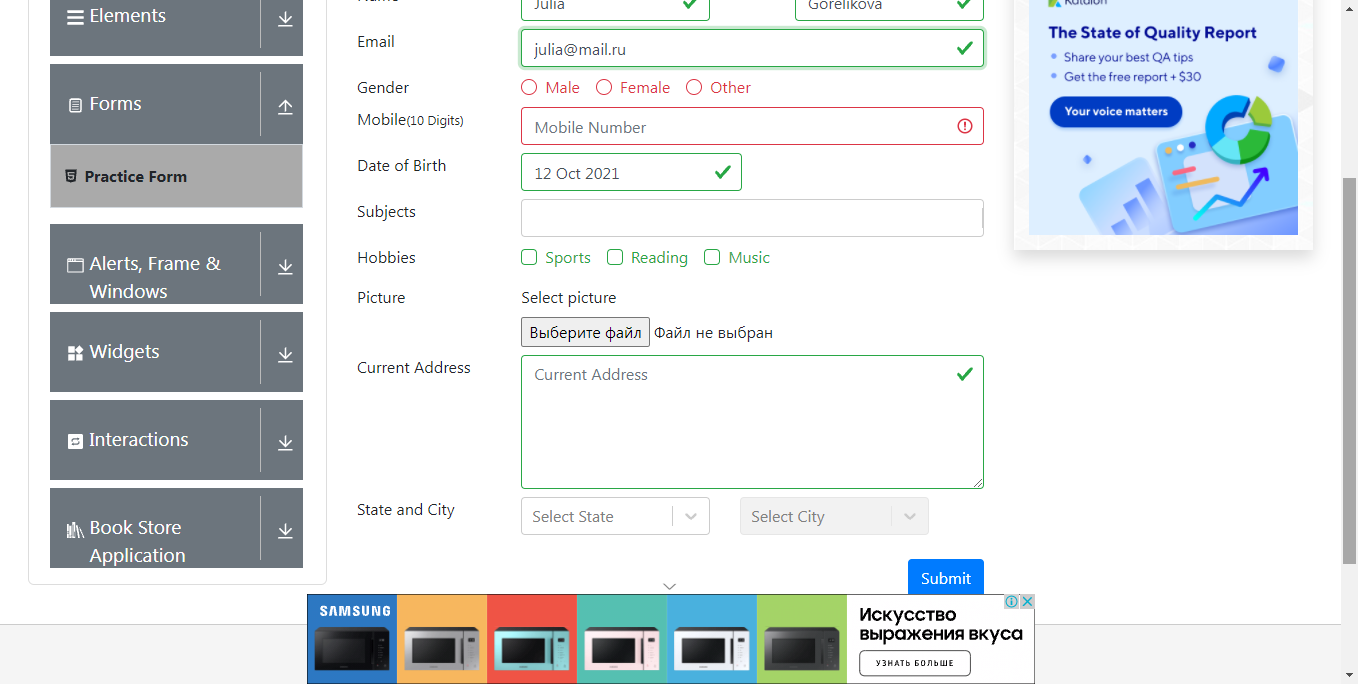 Elements
Forms
Practice Form
Alerts, Frame &
Windows
Widgets
Interactions
Book Store
Application
Name
Julia
Gorelikova
Email
julia@mail.ru
Gender
Male
Female
Other
Mobile(10 Digits)
Mobile Number
Date of Birth
12 Oct 2021
Subjects
Hobbies
Sports
Reading
Music
Picture
Select picture
Выберите файл Файл не выбран
Current Address
Current Address
State and City
Select State
Select City
Submit
Katalon
The State of Quality Report
Share your best QA tips
Get the free report + $30
Your voice matters
SAMSUNG
Искусство
выражения вкуса
УЗНАТЬ БОЛЬШЕ